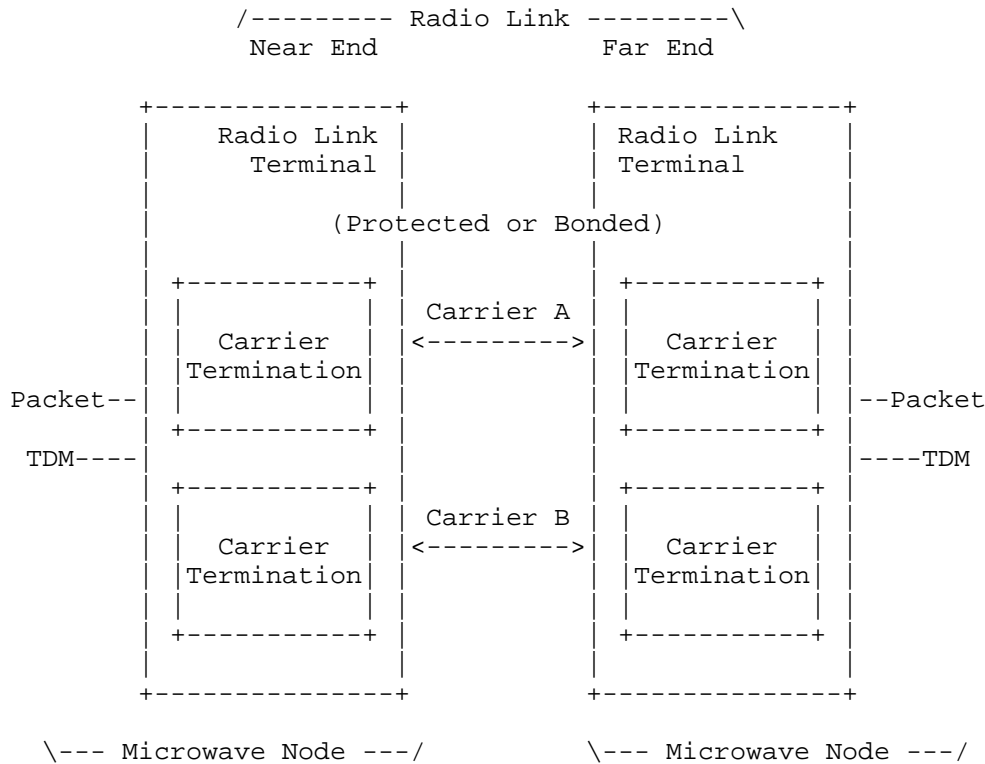 /--------- Radio Link ---------\
Near End Far End
Radio Link Radio Link
Terminal Terminal
(Protected or Bonded)
Carrier A
Carrier <---------> Carrier
Termination Termination
Packet-- --Packet
TDM---- ----TDM
Carrier B
Carrier <---------> Carrier
Termination Termination
\--- Microwave Node ---/ \--- Microwave Node ---/